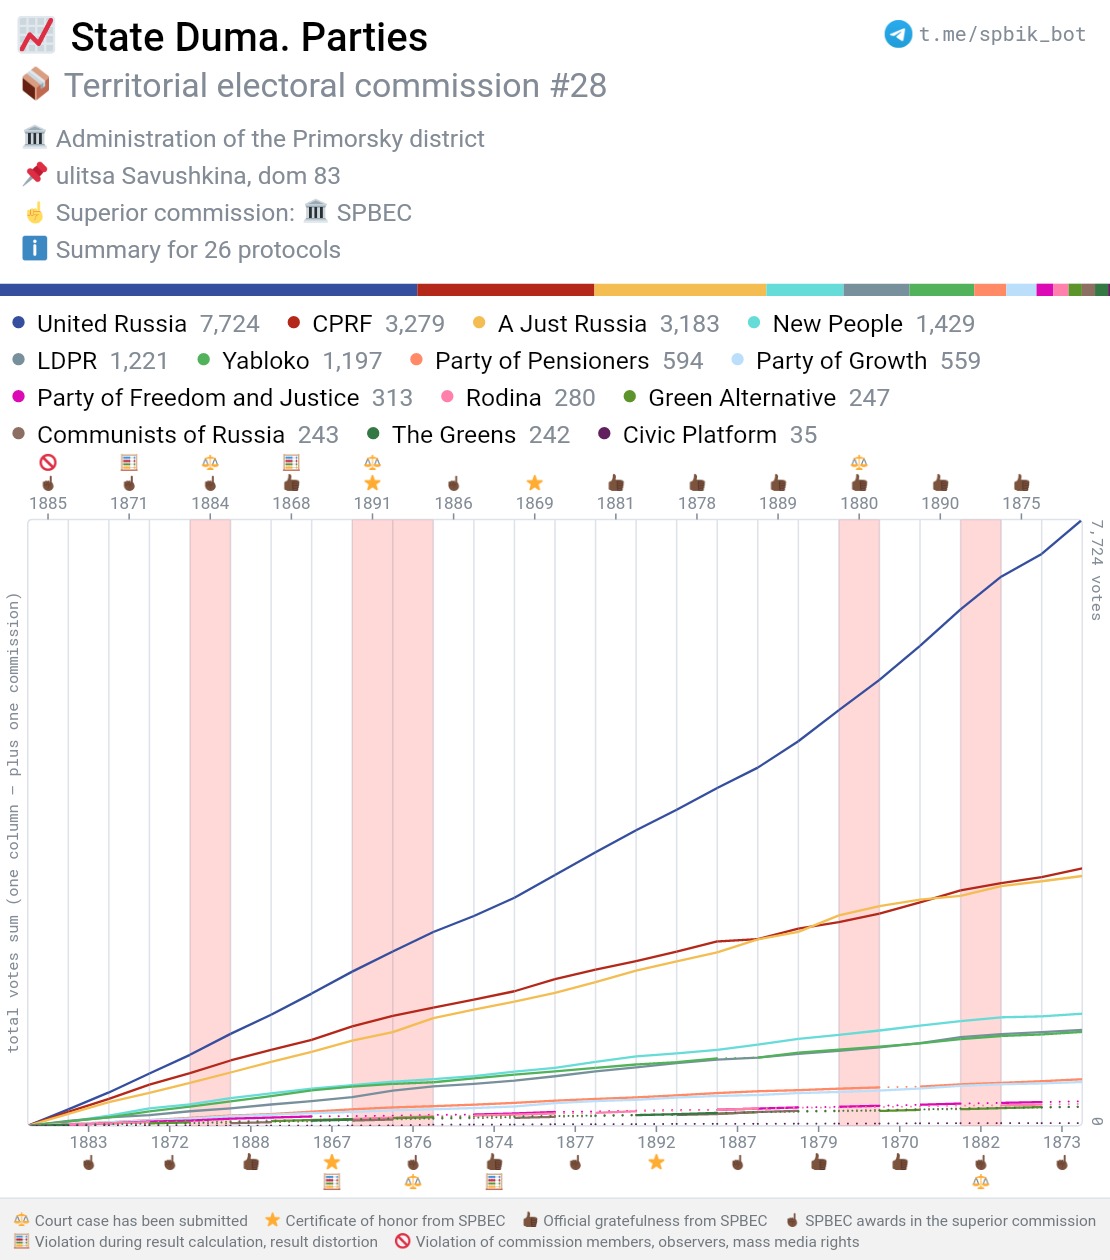 State Duma. Parties
t.me/spbik_bot
Territorial electoral commission #28
Administration of the Primorsky district
ulitsa Savushkina, dom 83
Superior commission: SPBEC
Summary for 26 protocols
United Russia 7,724 CPRF 3,279 A Just Russia 3,183 New People 1,429
LDPR 1,221 Yabloko 1,197 Party of Pensioners 594 Party of Growth 559
Party of Freedom and Justice 313 Rodina 280 Green Alternative 247
Communists of Russia 243 The Greens 242 Civic Platform 35
1885 1871 1884 1868 1891 1886 1869 1881 1878 1889 1880 1890 1875
7,724 votes
total votes sum (one column – plus one commission)
0
1883 1872 1888 1867 1876 1874 1877 1892 1887 1879 1870 1882 1873
Court case has been submitted Certificate of honor from SPBEC Official gratefulness from SPBEC SPBEC awards in the superior commission
Violation during result calculation, result distortion Violation of commission members, observers, mass media rights